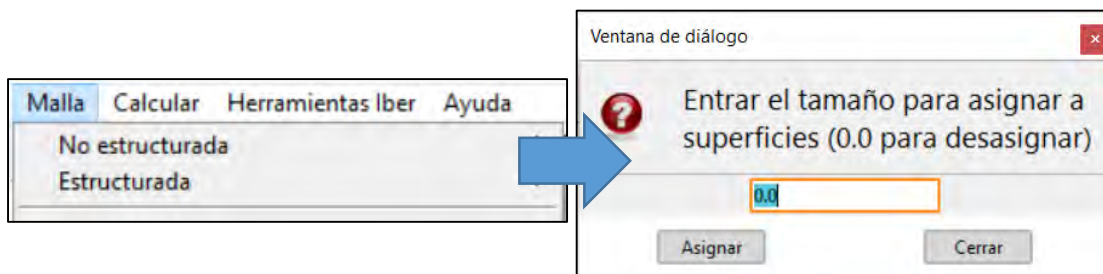 Malla Calcular Herramientas Iber Ayuda
No estructurada
Estructurada
Ventana de diálogo
Entrar el tamaño para asignar a
superficies (0.0 para desasignar)
0.0
Asignar Cerrar